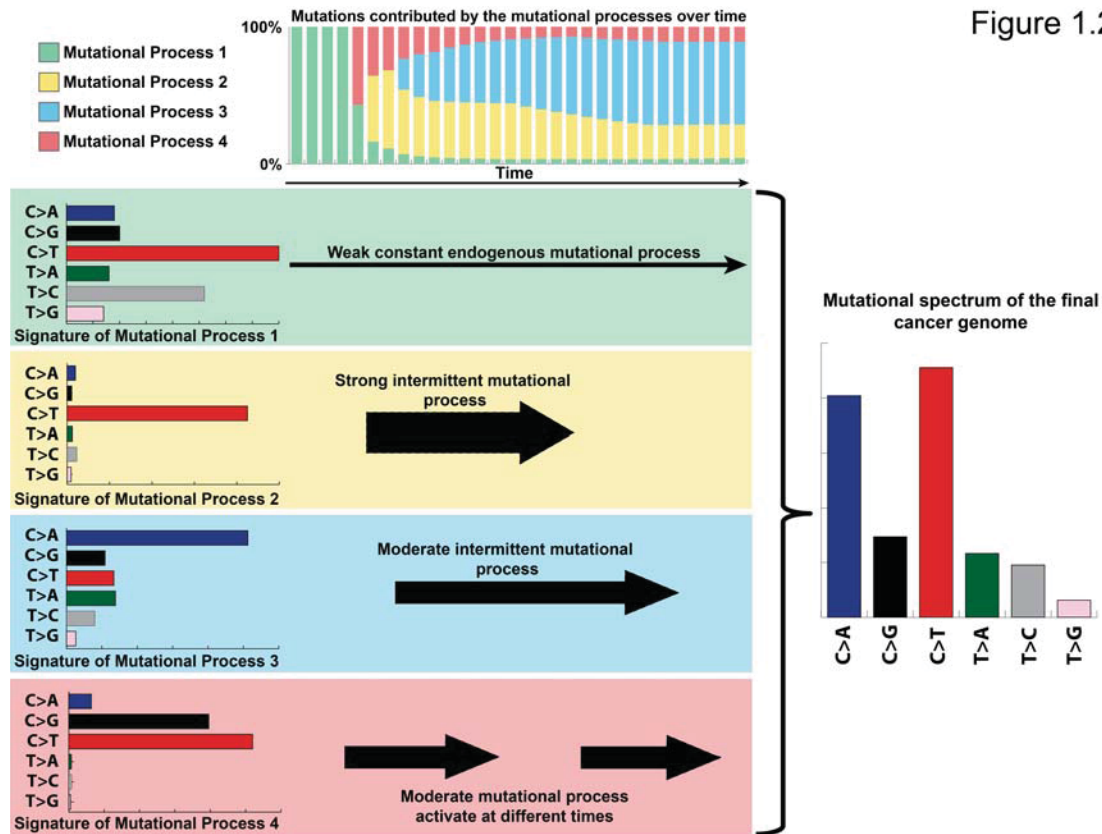 Figure 1.2
Mutations contributed by the mutational processes over time
Mutational Process 1
Mutational Process 2
Mutational Process 3
Mutational Process 4
100%
0%
Time
C>A
C>G
C>T
T>A
T>C
T>G
Signature of Mutational Process 1
Weak constant endogenous mutational process
C>A
C>G
C>T
T>A
T>C
T>G
Signature of Mutational Process 2
Strong intermittent mutational
process
C>A
C>G
C>T
T>A
T>C
T>G
Signature of Mutational Process 3
Moderate intermittent mutational
process
C>A
C>G
C>T
T>A
T>C
T>G
Signature of Mutational Process 4
Moderate mutational process
activate at different times
Mutational spectrum of the final
cancer genome
C>A
C>G
C>T
T>A
T>C
T>G